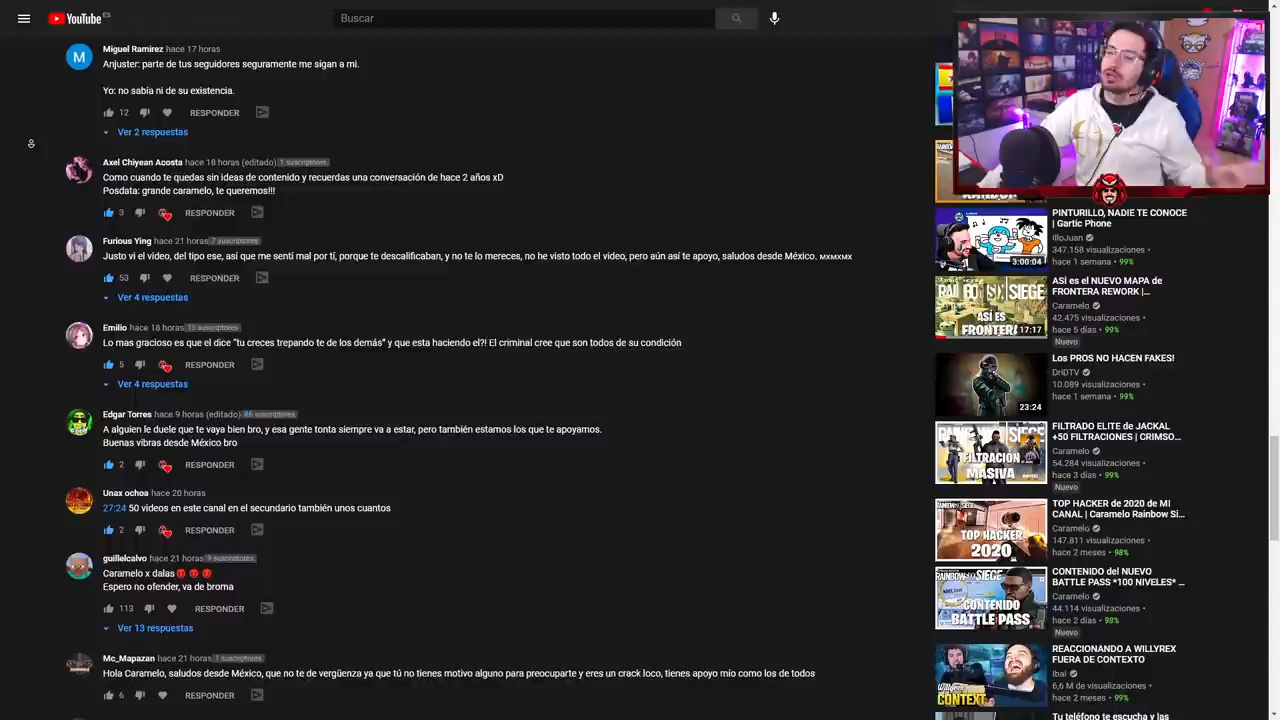 YouTube ES
Buscar
Miguel Ramírez hace 17 horas
Anjuster: parte de tus seguidores seguramente me sigan a mi.
Yo: no sabía ni de su existencia.
12 RESPONDER
Ver 2 respuestas
Axel Chiyean Acosta hace 18 horas (editado) 1 suscriptores
Como cuando te quedas sin ideas de contenido y recuerdas una conversación de hace 2 años xD
Posdata: grande caramelo, te queremos!!!
3 RESPONDER
Furious Ying hace 21 horas 7 suscriptores
Justo vi el video, del tipo ese, asi que me sentí mal por tí, porque te descalificaban, y no te lo mereces, no he visto todo el video, pero aún así te apoyo, saludos desde México. мxмxмx
53 RESPONDER
Ver 4 respuestas
Emilio hace 18 horas 15 suscriptores
Lo mas gracioso es que el dice “tu creces trepando te de los demás” y que esta haciendo el?! El criminal cree que son todos de su condición
5 RESPONDER
Ver 4 respuestas
Edgar Torres hace 9 horas (editado) 86 suscriptores
A alguien le duele que te vaya bien bro, y esa gente tonta siempre va a estar, pero también estamos los que te apoyamos.
Buenas vibras desde México bro
2 RESPONDER
Unax ochoa hace 20 horas
27:24 50 videos en este canal en el secundario también unos cuantos
2 RESPONDER
guillelcalvo hace 21 horas 9 suscriptores
Caramelo x dalas
Espero no ofender, va de broma
113 RESPONDER
Ver 13 respuestas
Mc_Mapazan hace 21 horas 1 suscriptores
Hola Caramelo, saludos desde México, que no te de vergüenza ya que tú no tienes motivo alguno para preocuparte y eres un crack loco, tienes apoyo mío como los de todos
6 RESPONDER
3:00:04
PINTURILLO, NADIE TE CONOCE
| Gartic Phone
IlloJuan
347.158 visualizaciones •
hace 1 semana • 99%
ASÍ ES
FRONTERA
17:17
ASÍ es el NUEVO MAPA de
FRONTERA REWORK |...
Caramelo
42.475 visualizaciones •
hace 5 días • 99%
Nuevo
23:24
Los PROS NO HACEN FAKES!
DriDTV
10.089 visualizaciones •
hace 1 semana • 99%
FILTRACIÓN
MASIVA
FILTRADO ELITE de JACKAL
+50 FILTRACIONES | CRIMSO...
Caramelo
54.284 visualizaciones •
hace 3 días • 99%
Nuevo
TOP HACKER
2020
TOP HACKER de 2020 de MI
CANAL | Caramelo Rainbow Si...
Caramelo
147.811 visualizaciones •
hace 2 meses • 98%
CONTENIDO
BATTLE PASS
CONTENIDO del NUEVO
BATTLE PASS *100 NIVELES* ...
Caramelo
44.114 visualizaciones •
hace 2 días • 98%
Nuevo
Willyrex
CONTEXT
REACCIONANDO A WILLYREX
FUERA DE CONTEXTO
Ibai
6,6 M de visualizaciones •
hace 2 meses • 99%
Tu teléfono te escucha y las